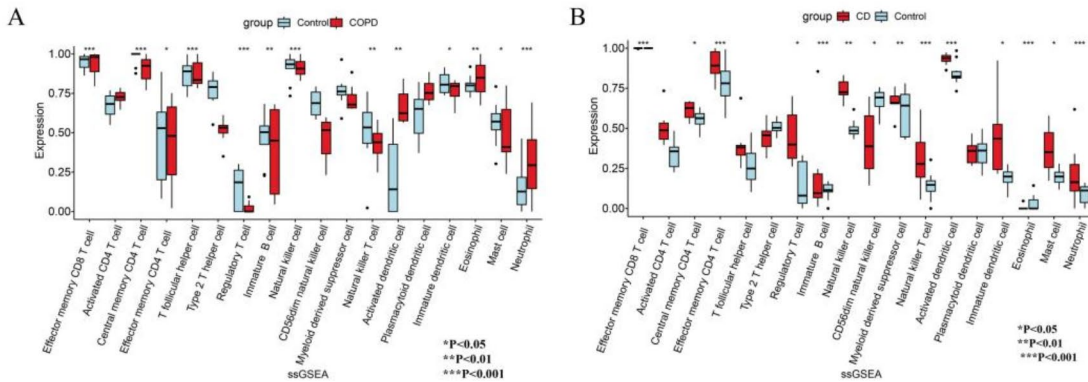 A
group Control COPD
*** *** * *** *** ** *** ** ** * ** * ***
Expression
1.00
0.75
0.50
0.25
0.00
Effector memory CD8 T cell
Activated CD4 T cell
Central memory CD4 T cell
Effector memory CD4 T cell
T follicular helper cell
Type 2 T helper cell
Regulatory T cell
Immature B cell
Natural killer cell
CD56dim natural killer cell
Myeloid derived suppressor cell
Natural killer T cell
Activated dendritic cell
Plasmacytoid dendritic cell
Immature dendritic cell
Eosinophil
Mast cell
Neutrophil
ssGSEA
*P<0.05
**P<0.01
***P<0.001
B
group CD Control
*** * *** * *** ** * ** *** *** * *** * ***
Expression
1.00
0.75
0.50
0.25
0.00
Effector memory CD8 T cell
Activated CD4 T cell
Central memory CD4 T cell
Effector memory CD4 T cell
T follicular helper cell
Type 2 T helper cell
Regulatory T cell
Immature B cell
Natural killer cell
CD56dim natural killer cell
Myeloid derived suppressor cell
Natural killer T cell
Activated dendritic cell
Plasmacytoid dendritic cell
Immature dendritic cell
Eosinophil
Mast cell
Neutrophil
ssGSEA
*P<0.05
**P<0.01
***P<0.001